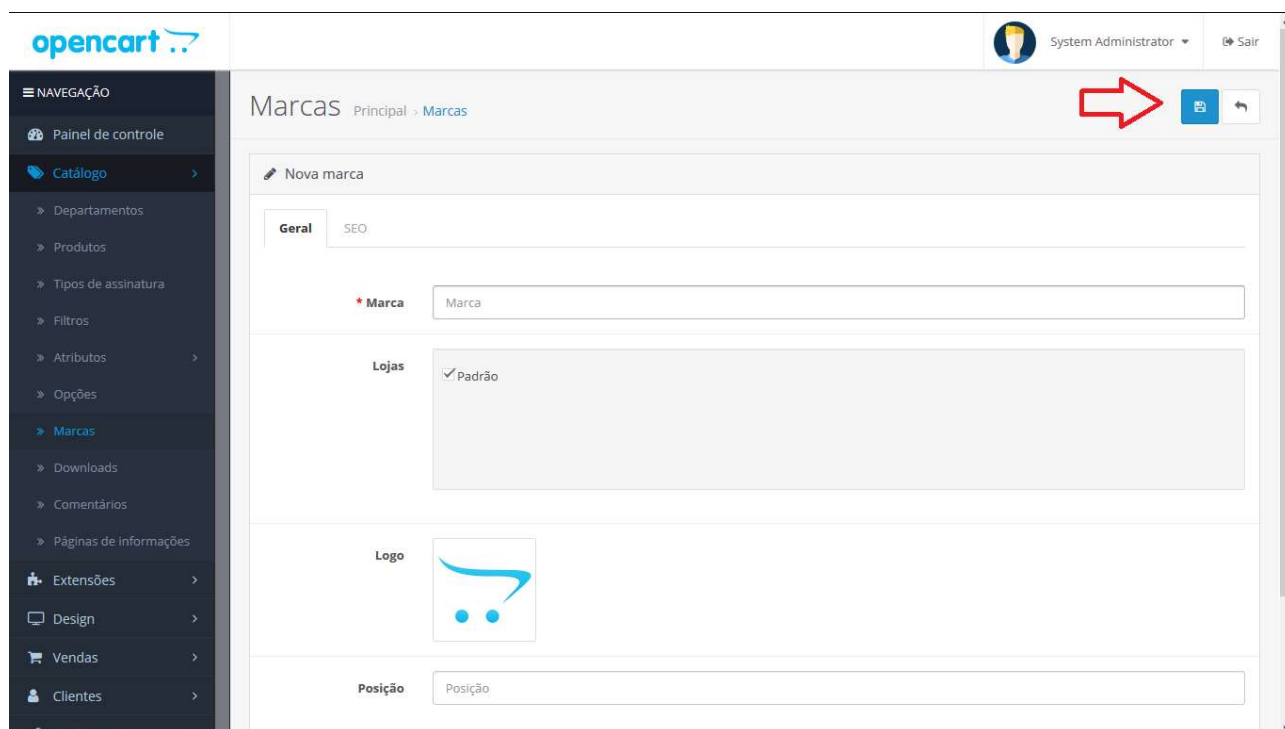 opencart
System Administrator
Sair
NAVEGAÇÃO
Painel de controle
Catálogo
Departamentos
Produtos
Tipos de assinatura
Filtros
Atributos
Opções
Marcas
Downloads
Comentários
Páginas de informações
Extensões
Design
Vendas
Clientes
Marcas Principal › Marcas
Nova marca
Geral SEO
* Marca Marca
Lojas Padrão
Logo
Posição Posição